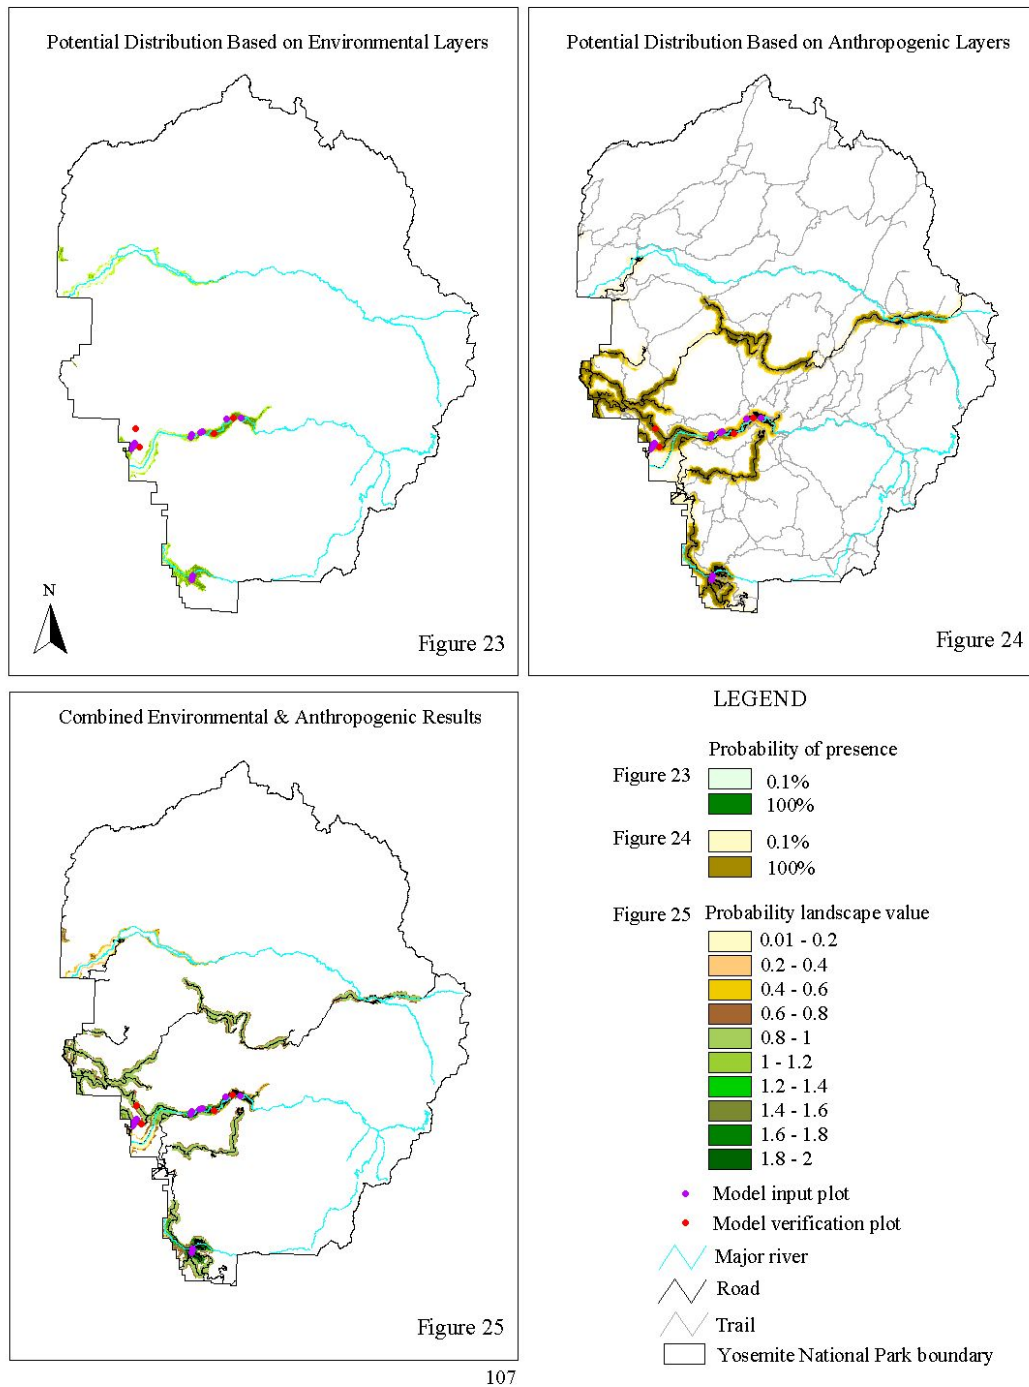 Potential Distribution Based on Environmental Layers
N
Figure 23
Potential Distribution Based on Anthropogenic Layers
Figure 24
Combined Environmental & Anthropogenic Results
Figure 25
LEGEND
Probability of presence
Figure 23
0.1%
100%
Figure 24
0.1%
100%
Figure 25 Probability landscape value
0.01 - 0.2
0.2 - 0.4
0.4 - 0.6
0.6 - 0.8
0.8 - 1
1 - 1.2
1.2 - 1.4
1.4 - 1.6
1.6 - 1.8
1.8 - 2
Model input plot
Model verification plot
Major river
Road
Trail
Yosemite National Park boundary
107